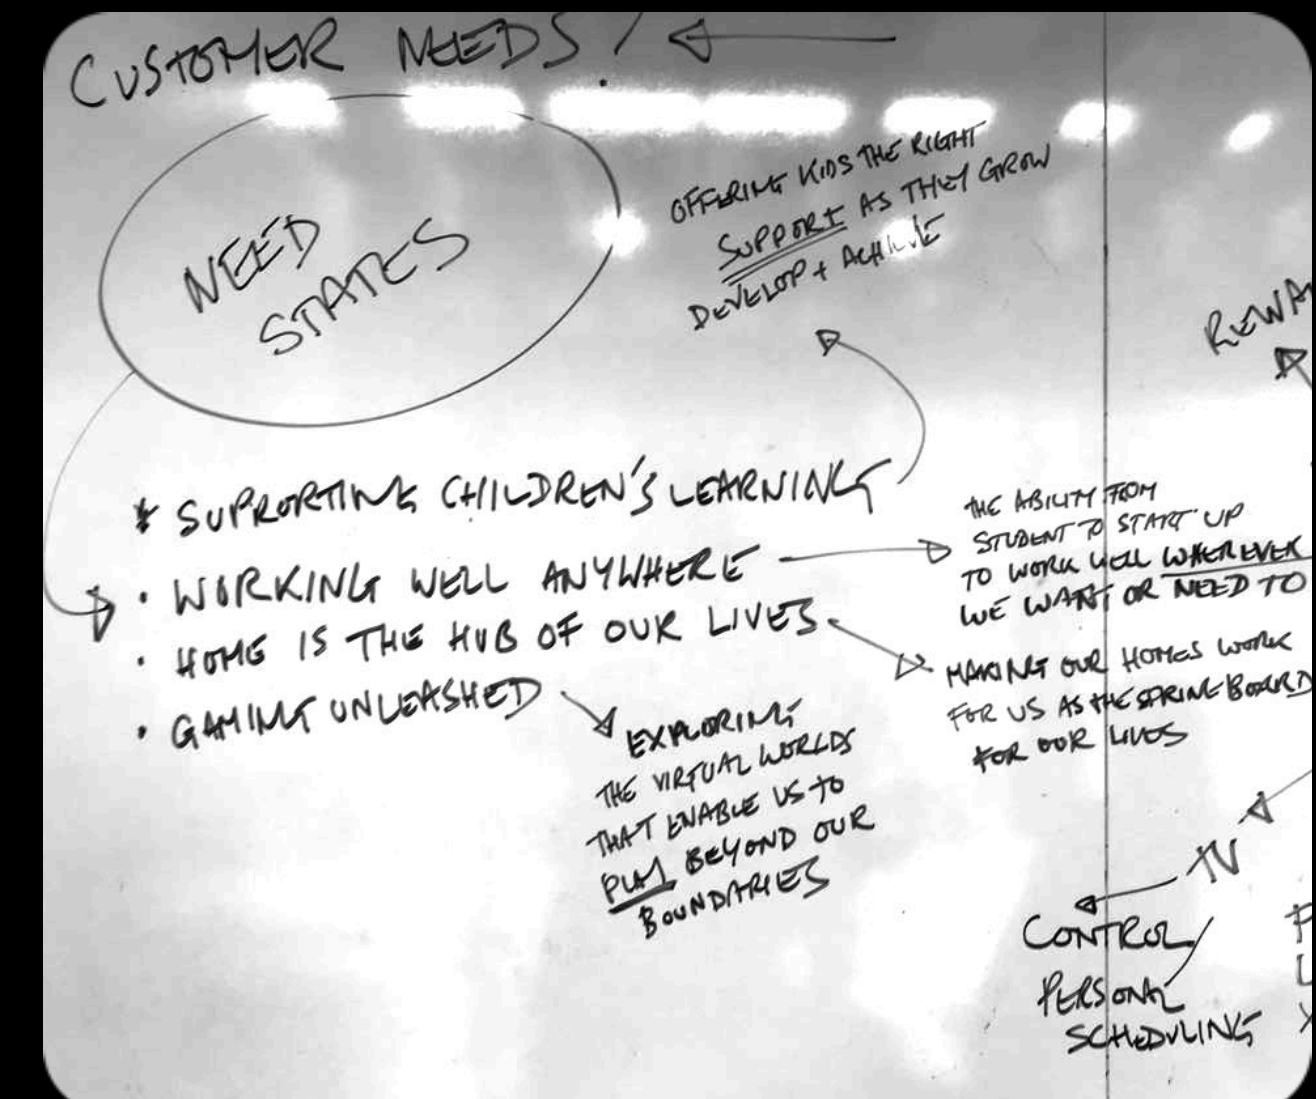 CUSTOMER NEEDS!
NEED
STATES
OFFERING KIDS THE RIGHT
SUPPORT AS THEY GROW
DEVELOP + ACHIEVE
REWA
* SUPPORTING CHILDREN'S LEARNING
• WORKING WELL ANYWHERE
• HOME IS THE HUB OF OUR LIVES
• GAMING UNLEASHED
THE ABILITY FROM
STUDENT TO START UP
TO WORK WELL WHEREVER
WE WANT OR NEED TO
MAKING OUR HOMES WORK
FOR US AS THE SPRINGBOARD
FOR OUR LIVES
EXPLORING
THE VIRTUAL WORLDS
THAT ENABLE US TO
PLAY BEYOND OUR
BOUNDARIES
TV
CONTROL/
PERSONAL
SCHEDULING